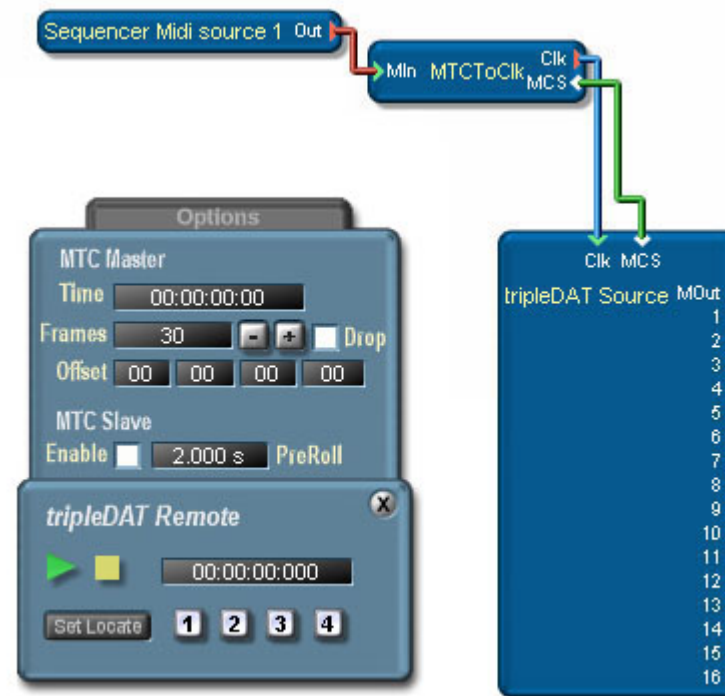 Sequencer Midi source 1 Out
MIn MTCToClk Clk
MCS
Options
MTC Master
Time 00:00:00:00
Frames 30 - + Drop
Offset 00 00 00 00
MTC Slave
Enable 2.000 s PreRoll
tripleDAT Remote X
00:00:00:000
Set Locate 1 2 3 4
Clk MCS
tripleDAT Source MOut
1
2
3
4
5
6
7
8
9
10
11
12
13
14
15
16